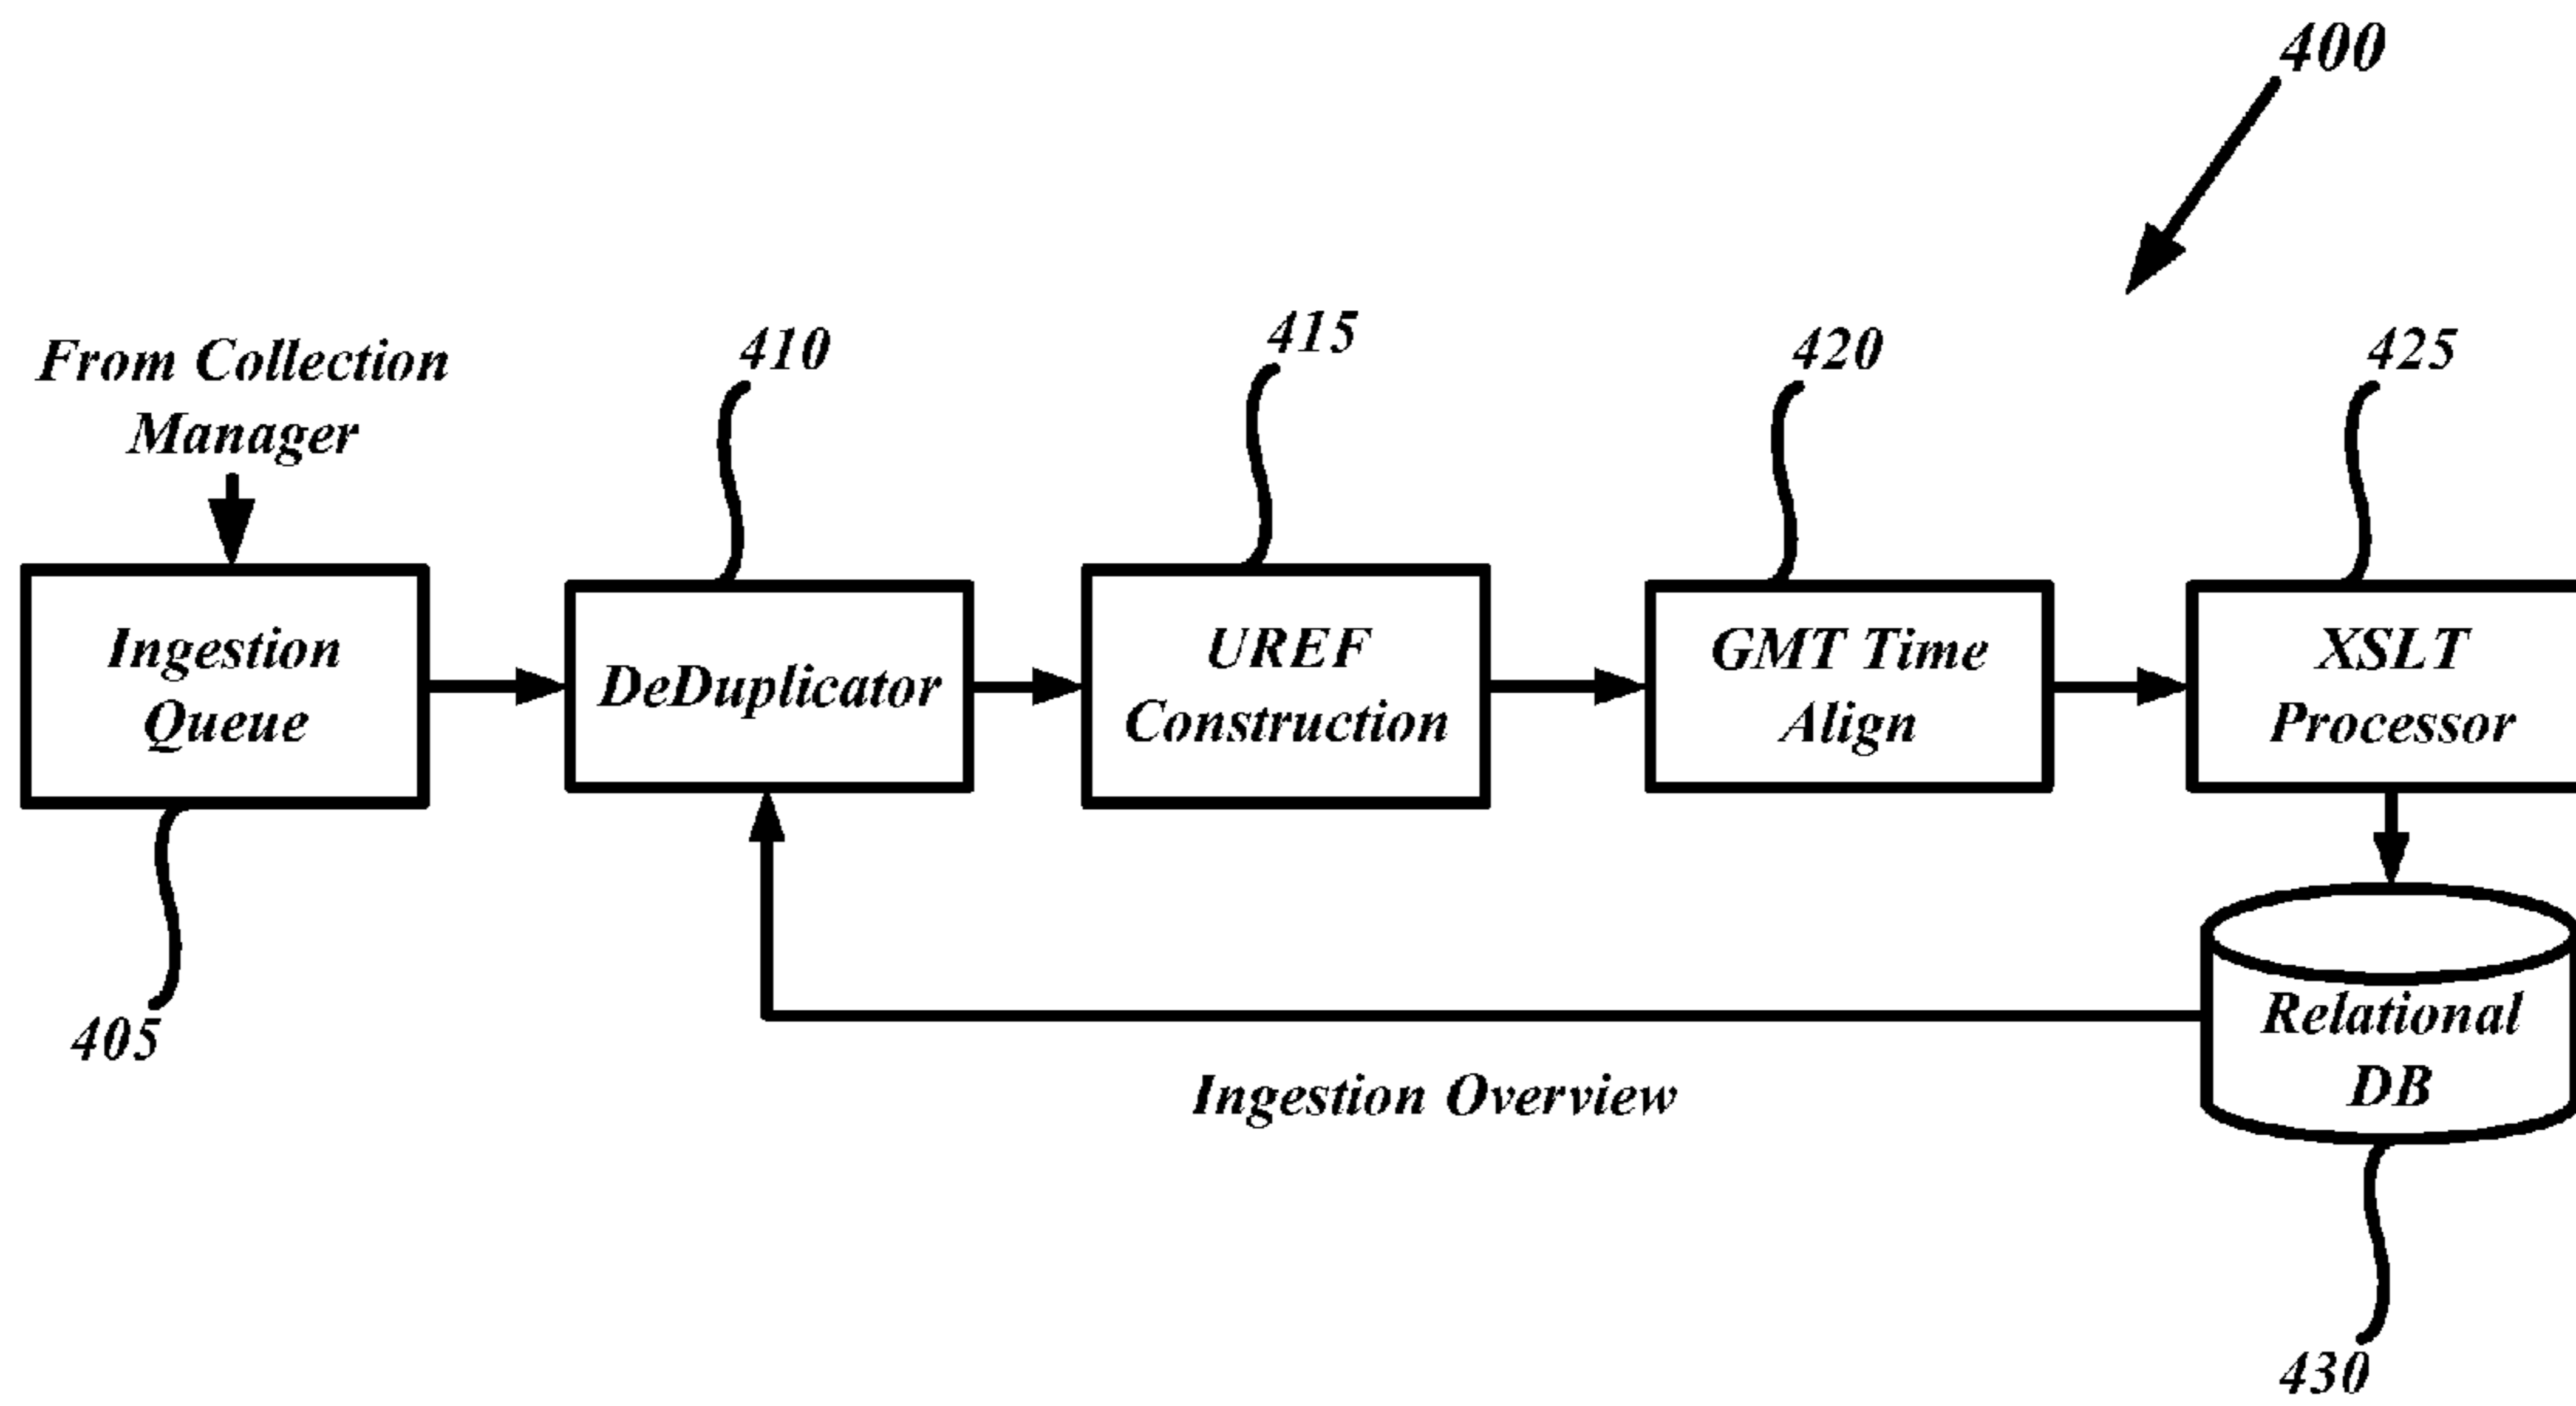 400
From Collection
Manager
410
415
420
425
Ingestion
Queue
DeDuplicator
UREF
Construction
GMT Time
Align
XSLT
Processor
405
Relational
DB
Ingestion Overview
430